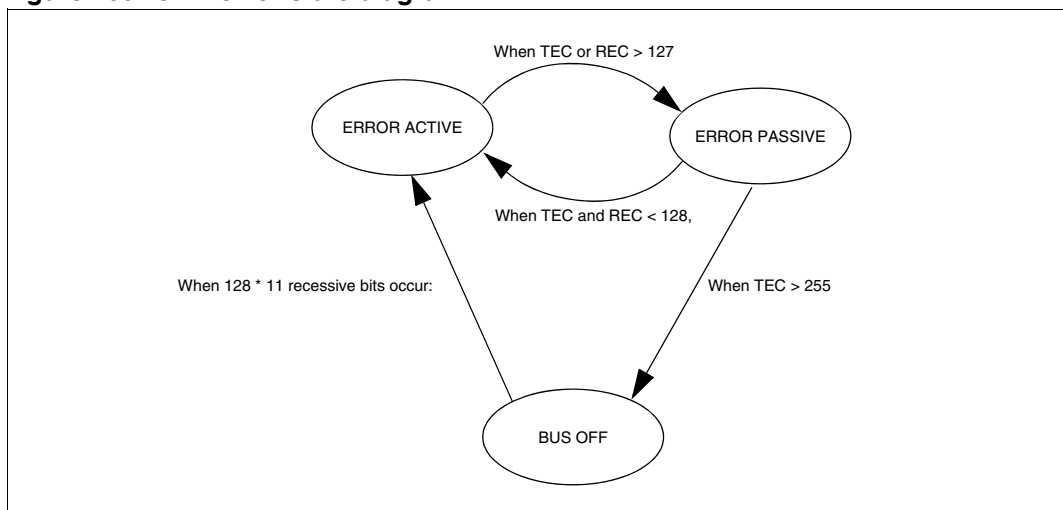 When TEC or REC > 127
ERROR ACTIVE
ERROR PASSIVE
When TEC and REC < 128,
When 128 * 11 recessive bits occur:
When TEC > 255
BUS OFF